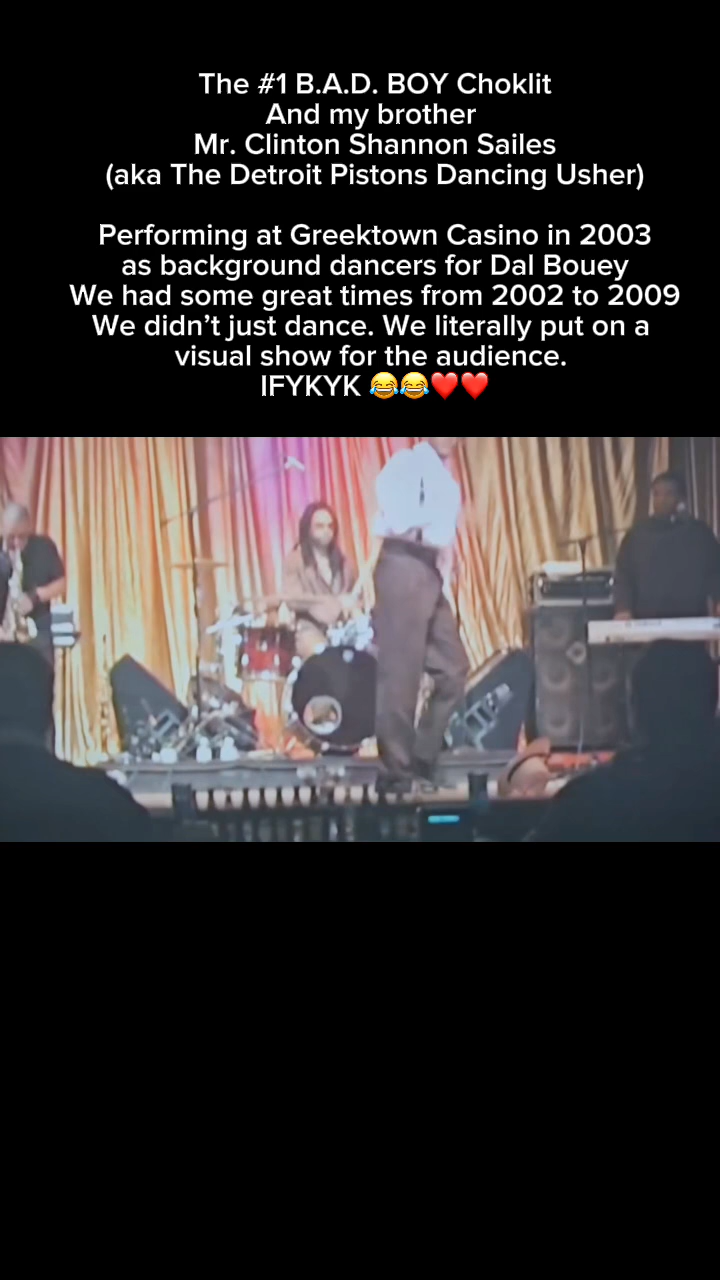 The #1 B.A.D. BOY Choklit
And my brother
Mr. Clinton Shannon Sailes
(aka The Detroit Pistons Dancing Usher)
Performing at Greektown Casino in 2003
as background dancers for Dal Bouey
We had some great times from 2002 to 2009
We didn’t just dance. We literally put on a
visual show for the audience.
IFYKYK 😂😂❤️❤️